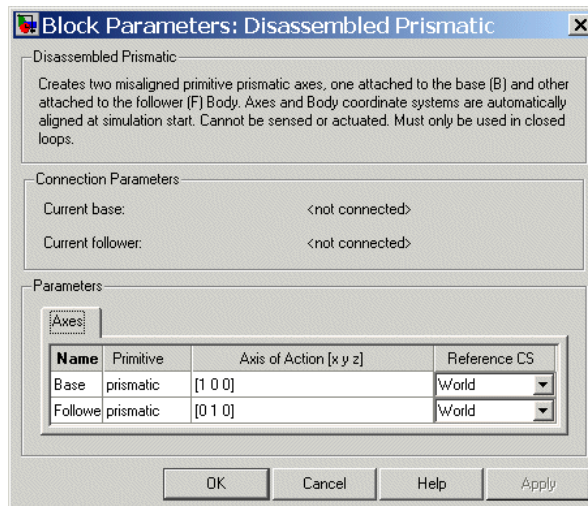 Block Parameters: Disassembled Prismatic
Disassembled Prismatic
Creates two misaligned primitive prismatic axes, one attached to the base (B) and other
attached to the follower (F) Body. Axes and Body coordinate systems are automatically
aligned at simulation start. Cannot be sensed or actuated. Must only be used in closed
loops.
Connection Parameters
Current base: <not connected>
Current follower: <not connected>
Parameters
Axes
Name Primitive Axis of Action [x y z] Reference CS
Base prismatic [1 0 0] World
Followe prismatic [0 1 0] World
OK Cancel Help Apply